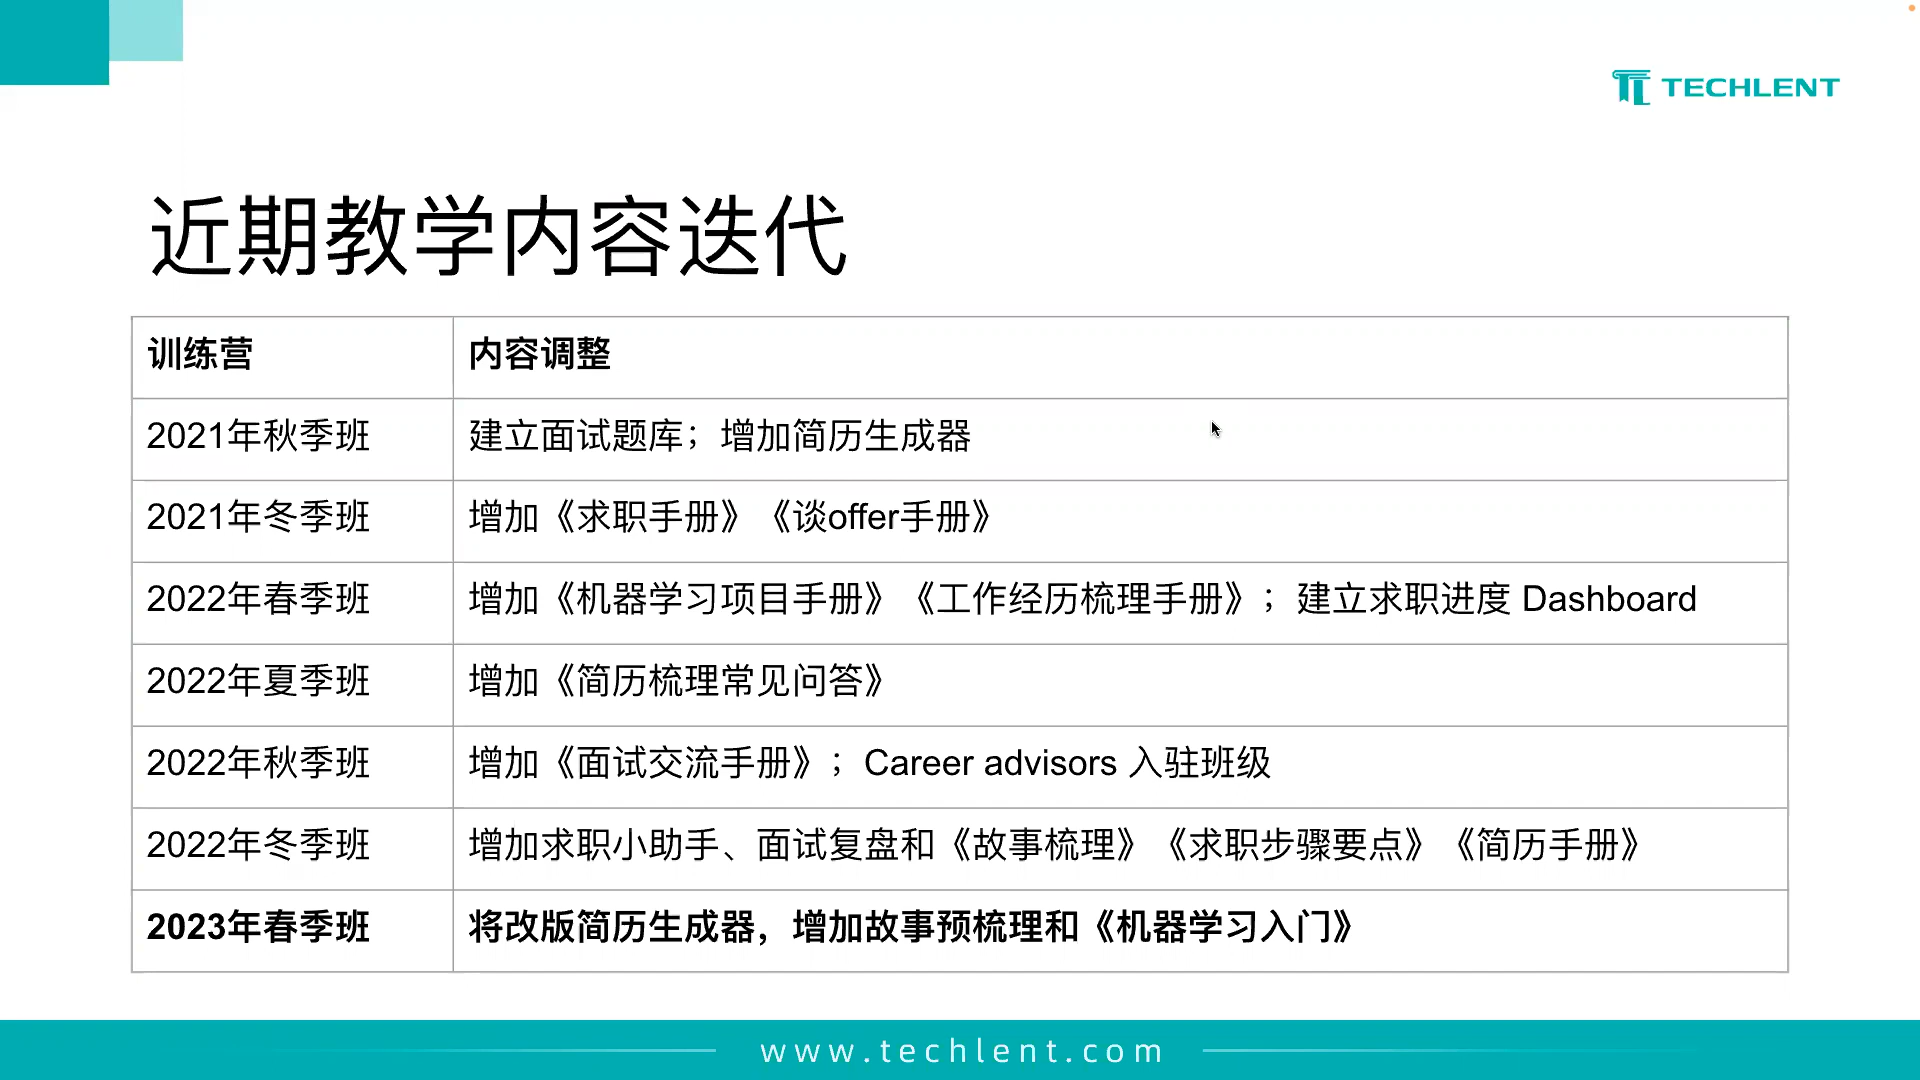 TECHLENT
近期教学内容迭代
训练营 内容调整
2021年秋季班 建立面试题库；增加简历生成器
2021年冬季班 增加《求职手册》《谈offer手册》
2022年春季班 增加《机器学习项目手册》《工作经历梳理手册》；建立求职进度 Dashboard
2022年夏季班 增加《简历梳理常见问答》
2022年秋季班 增加《面试交流手册》；Career advisors 入驻班级
2022年冬季班 增加求职小助手、面试复盘和《故事梳理》《求职步骤要点》《简历手册》
2023年春季班 将改版简历生成器，增加故事预梳理和《机器学习入门》
www.techlent.com